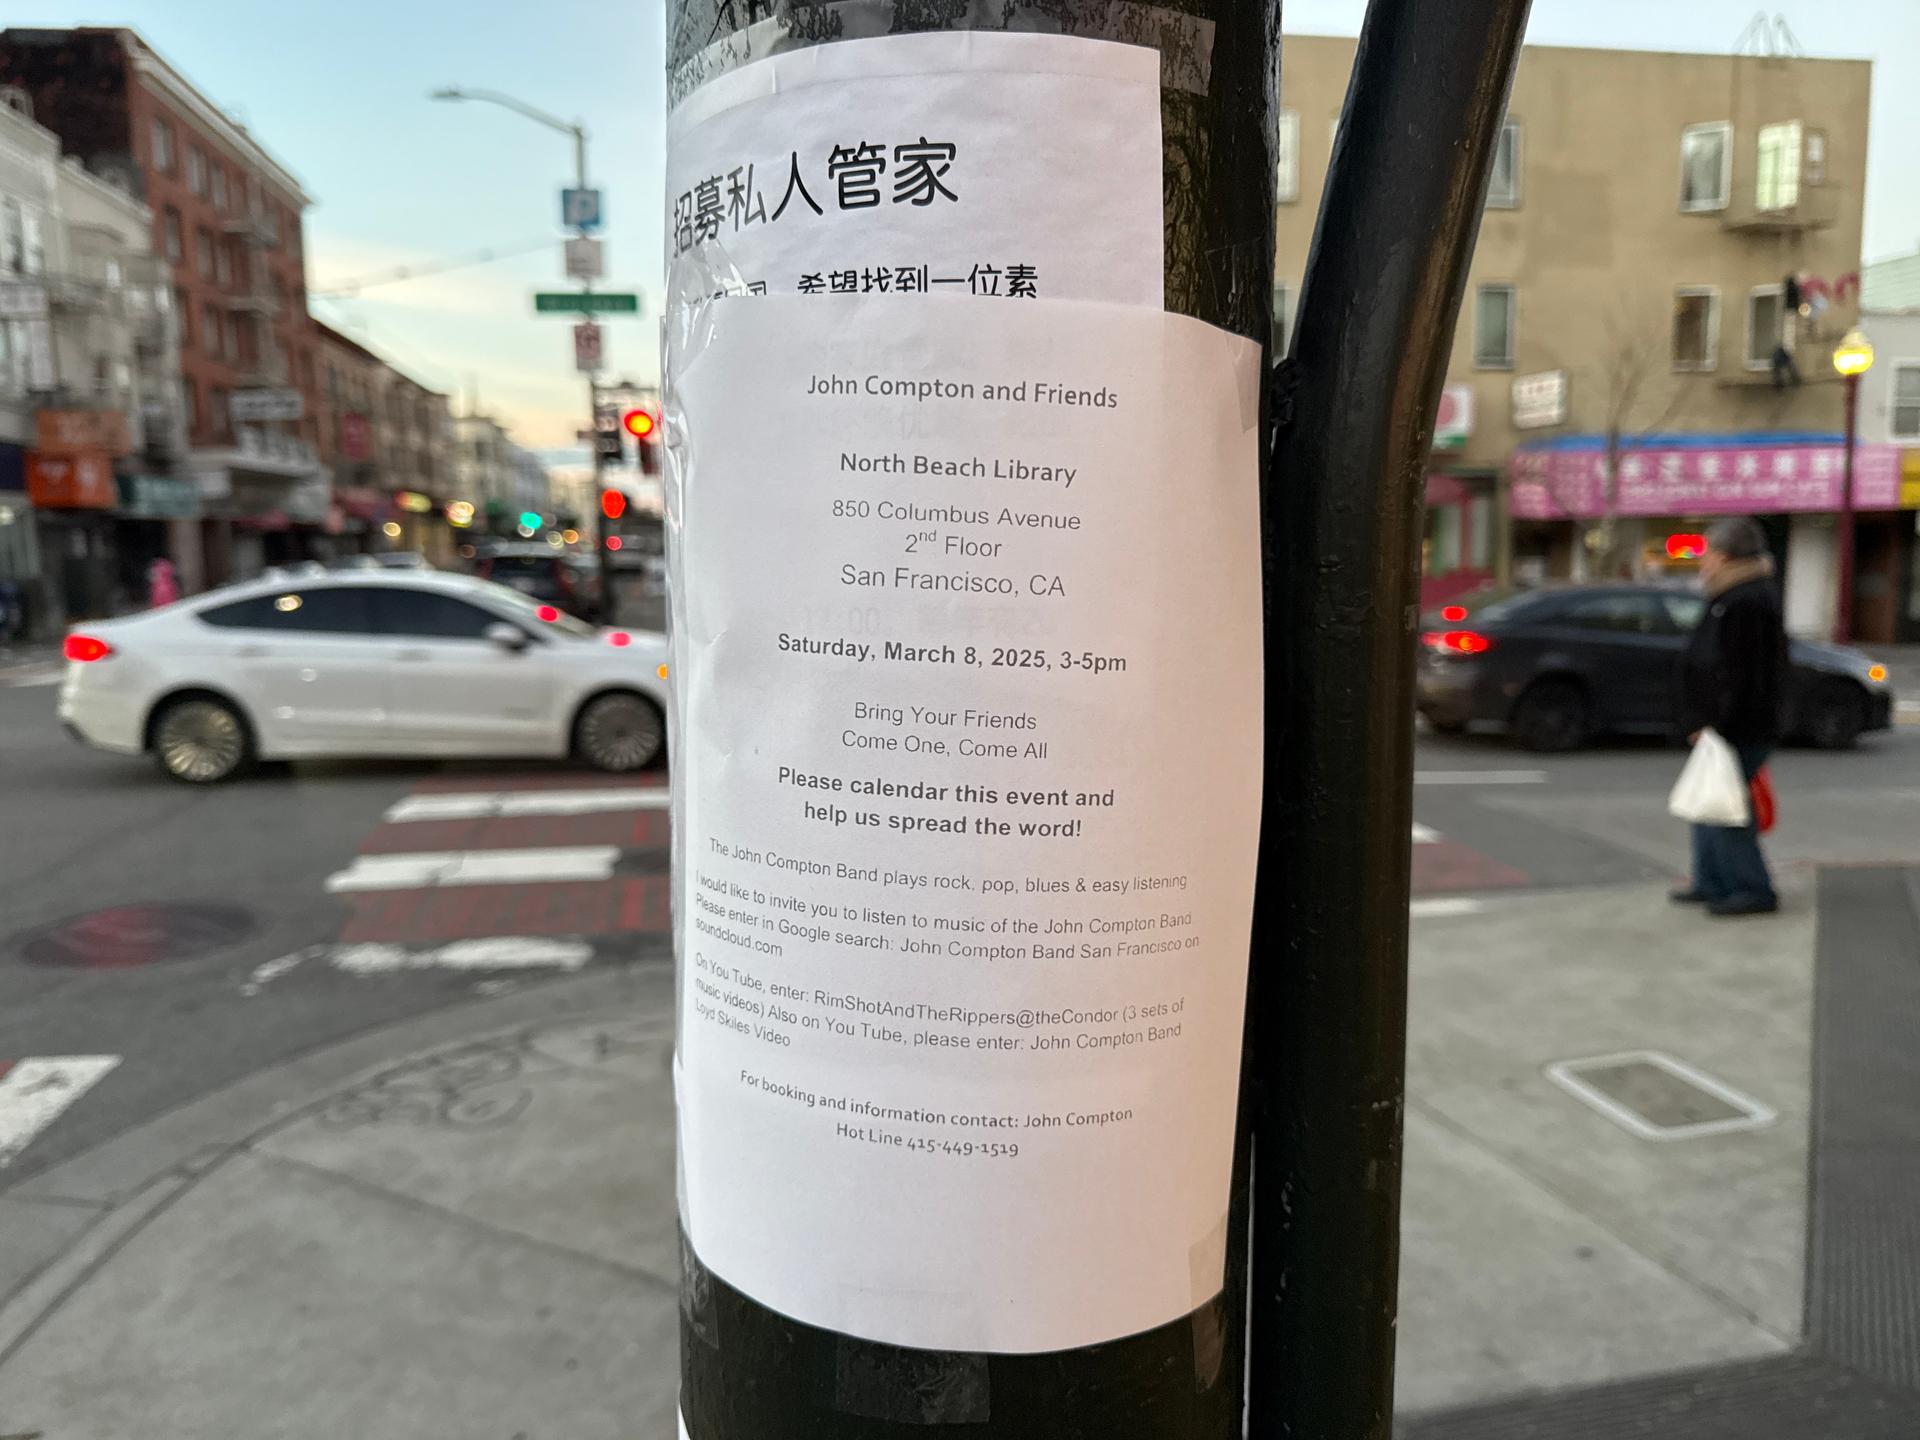 招募私人管家
希望找到一位素
John Compton and Friends
North Beach Library
850 Columbus Avenue
2nd Floor
San Francisco, CA
Saturday, March 8, 2025, 3-5pm
Bring Your Friends
Come One, Come All
Please calendar this event and
help us spread the word!
The John Compton Band plays rock, pop, blues & easy listening
I would like to invite you to listen to music of the John Compton Band
Please enter in Google search: John Compton Band San Francisco on
soundcloud.com
On You Tube, enter: RimShotAndTheRippers@theCondor (3 sets of
music videos) Also on You Tube, please enter: John Compton Band
Loyd Skiles Video
For booking and information contact: John Compton
Hot Line 415-449-1519